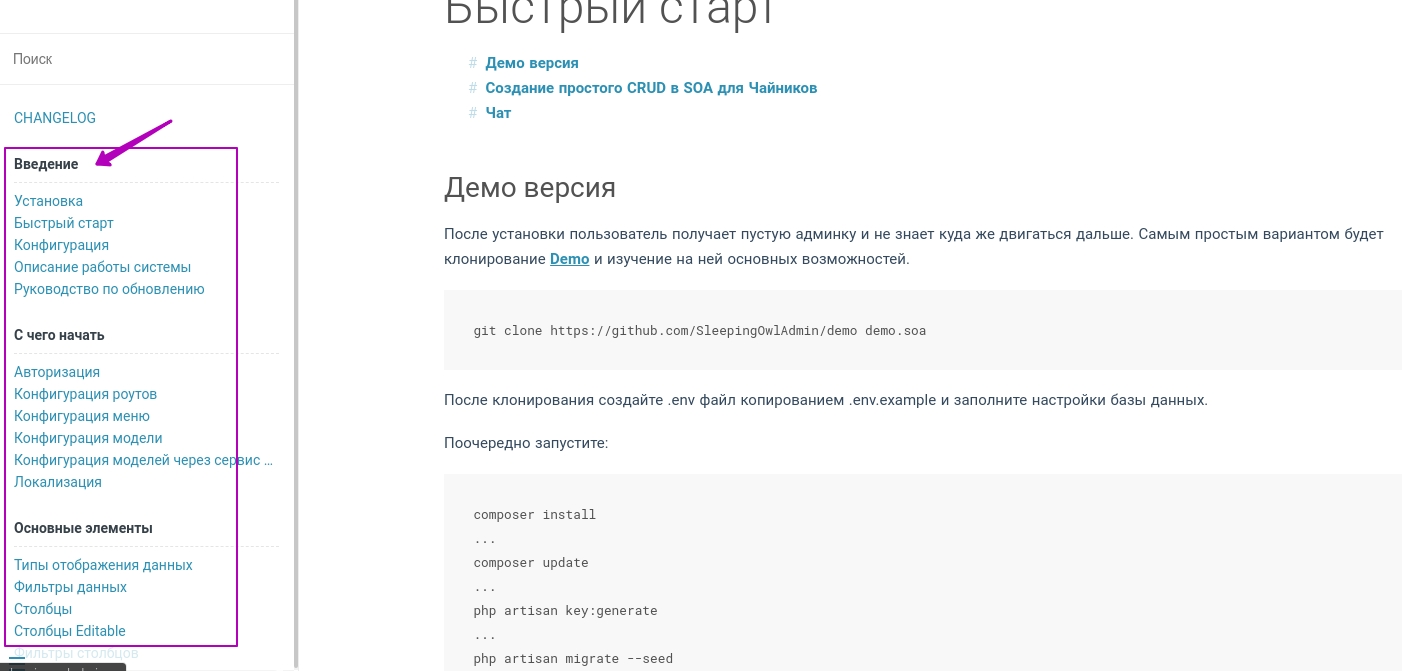 Быстрый старт
Поиск
CHANGELOG
Введение
Установка
Быстрый старт
Конфигурация
Описание работы системы
Руководство по обновлению
С чего начать
Авторизация
Конфигурация роутов
Конфигурация меню
Конфигурация модели
Конфигурация моделей через сервис ...
Локализация
Основные элементы
Типы отображения данных
Фильтры данных
Столбцы
Столбцы Editable
Фильтры столбцов
# Демо версия
# Создание простого CRUD в SOA для Чайников
# Чат
Демо версия
После установки пользователь получает пустую админку и не знает куда же двигаться дальше. Самым простым вариантом будет
клонирование Demo и изучение на ней основных возможностей.
git clone https://github.com/SleepingOwlAdmin/demo demo.soa
После клонирования создайте .env файл копированием .env.example и заполните настройки базы данных.
Поочередно запустите:
composer install
...
composer update
...
php artisan key:generate
...
php artisan migrate --seed